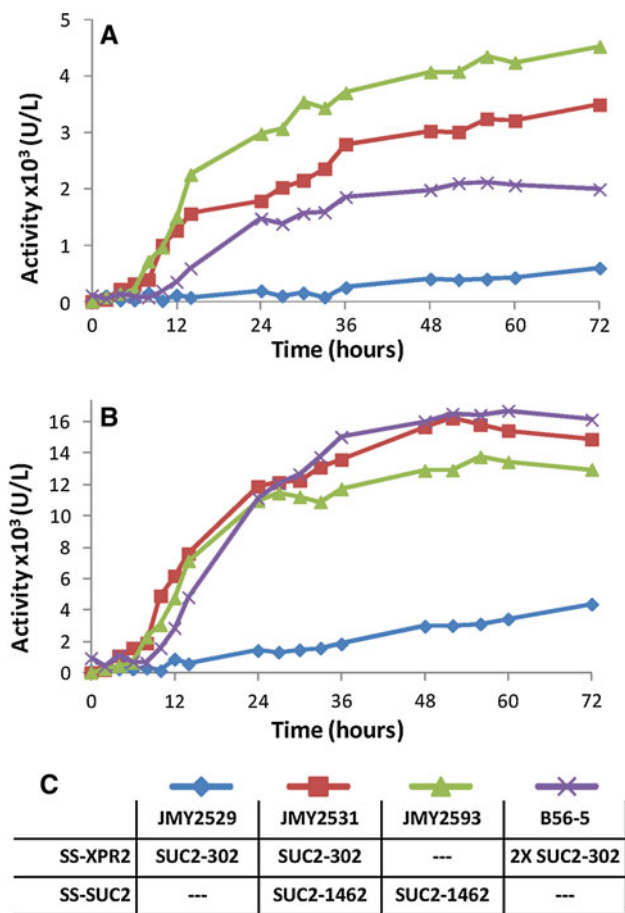 A
Activity x10³ (U/L)
5
4
3
2
1
0
0 12 24 36 48 60 72
Time (hours)
B
Activity x10³ (U/L)
16
14
12
10
8
6
4
2
0
0 12 24 36 48 60 72
Time (hours)
C
JMY2529 JMY2531 JMY2593 B56-5
SS-XPR2 SUC2-302 SUC2-302 --- 2X SUC2-302
SS-SUC2 --- SUC2-1462 SUC2-1462 ---